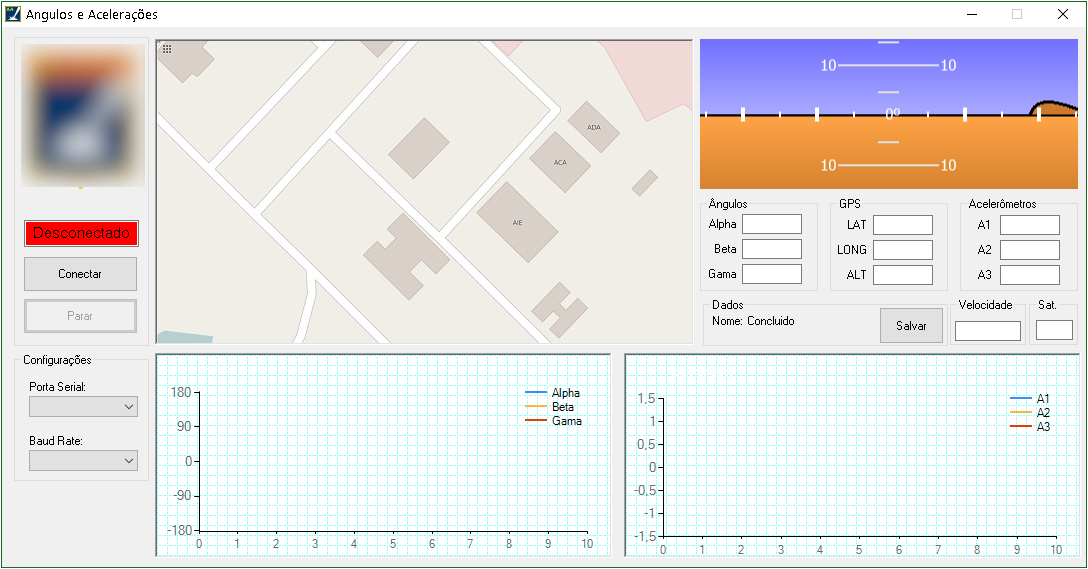 Angulos e Acelerações
Desconectado
Conectar
Parar
Configurações
Porta Serial:
Baud Rate:
ADA
ACA
AIE
10 10
0º
10 10
Ângulos
Alpha
Beta
Gama
GPS
LAT
LONG
ALT
Acelerômetros
A1
A2
A3
Dados
Nome: Concluido
Salvar
Velocidade
Sat.
180
90
0
-90
-180
0 1 2 3 4 5 6 7 8 9 10
Alpha
Beta
Gama
1.5
1
0.5
0
-0.5
-1
-1.5
0 1 2 3 4 5 6 7 8 9 10
A1
A2
A3